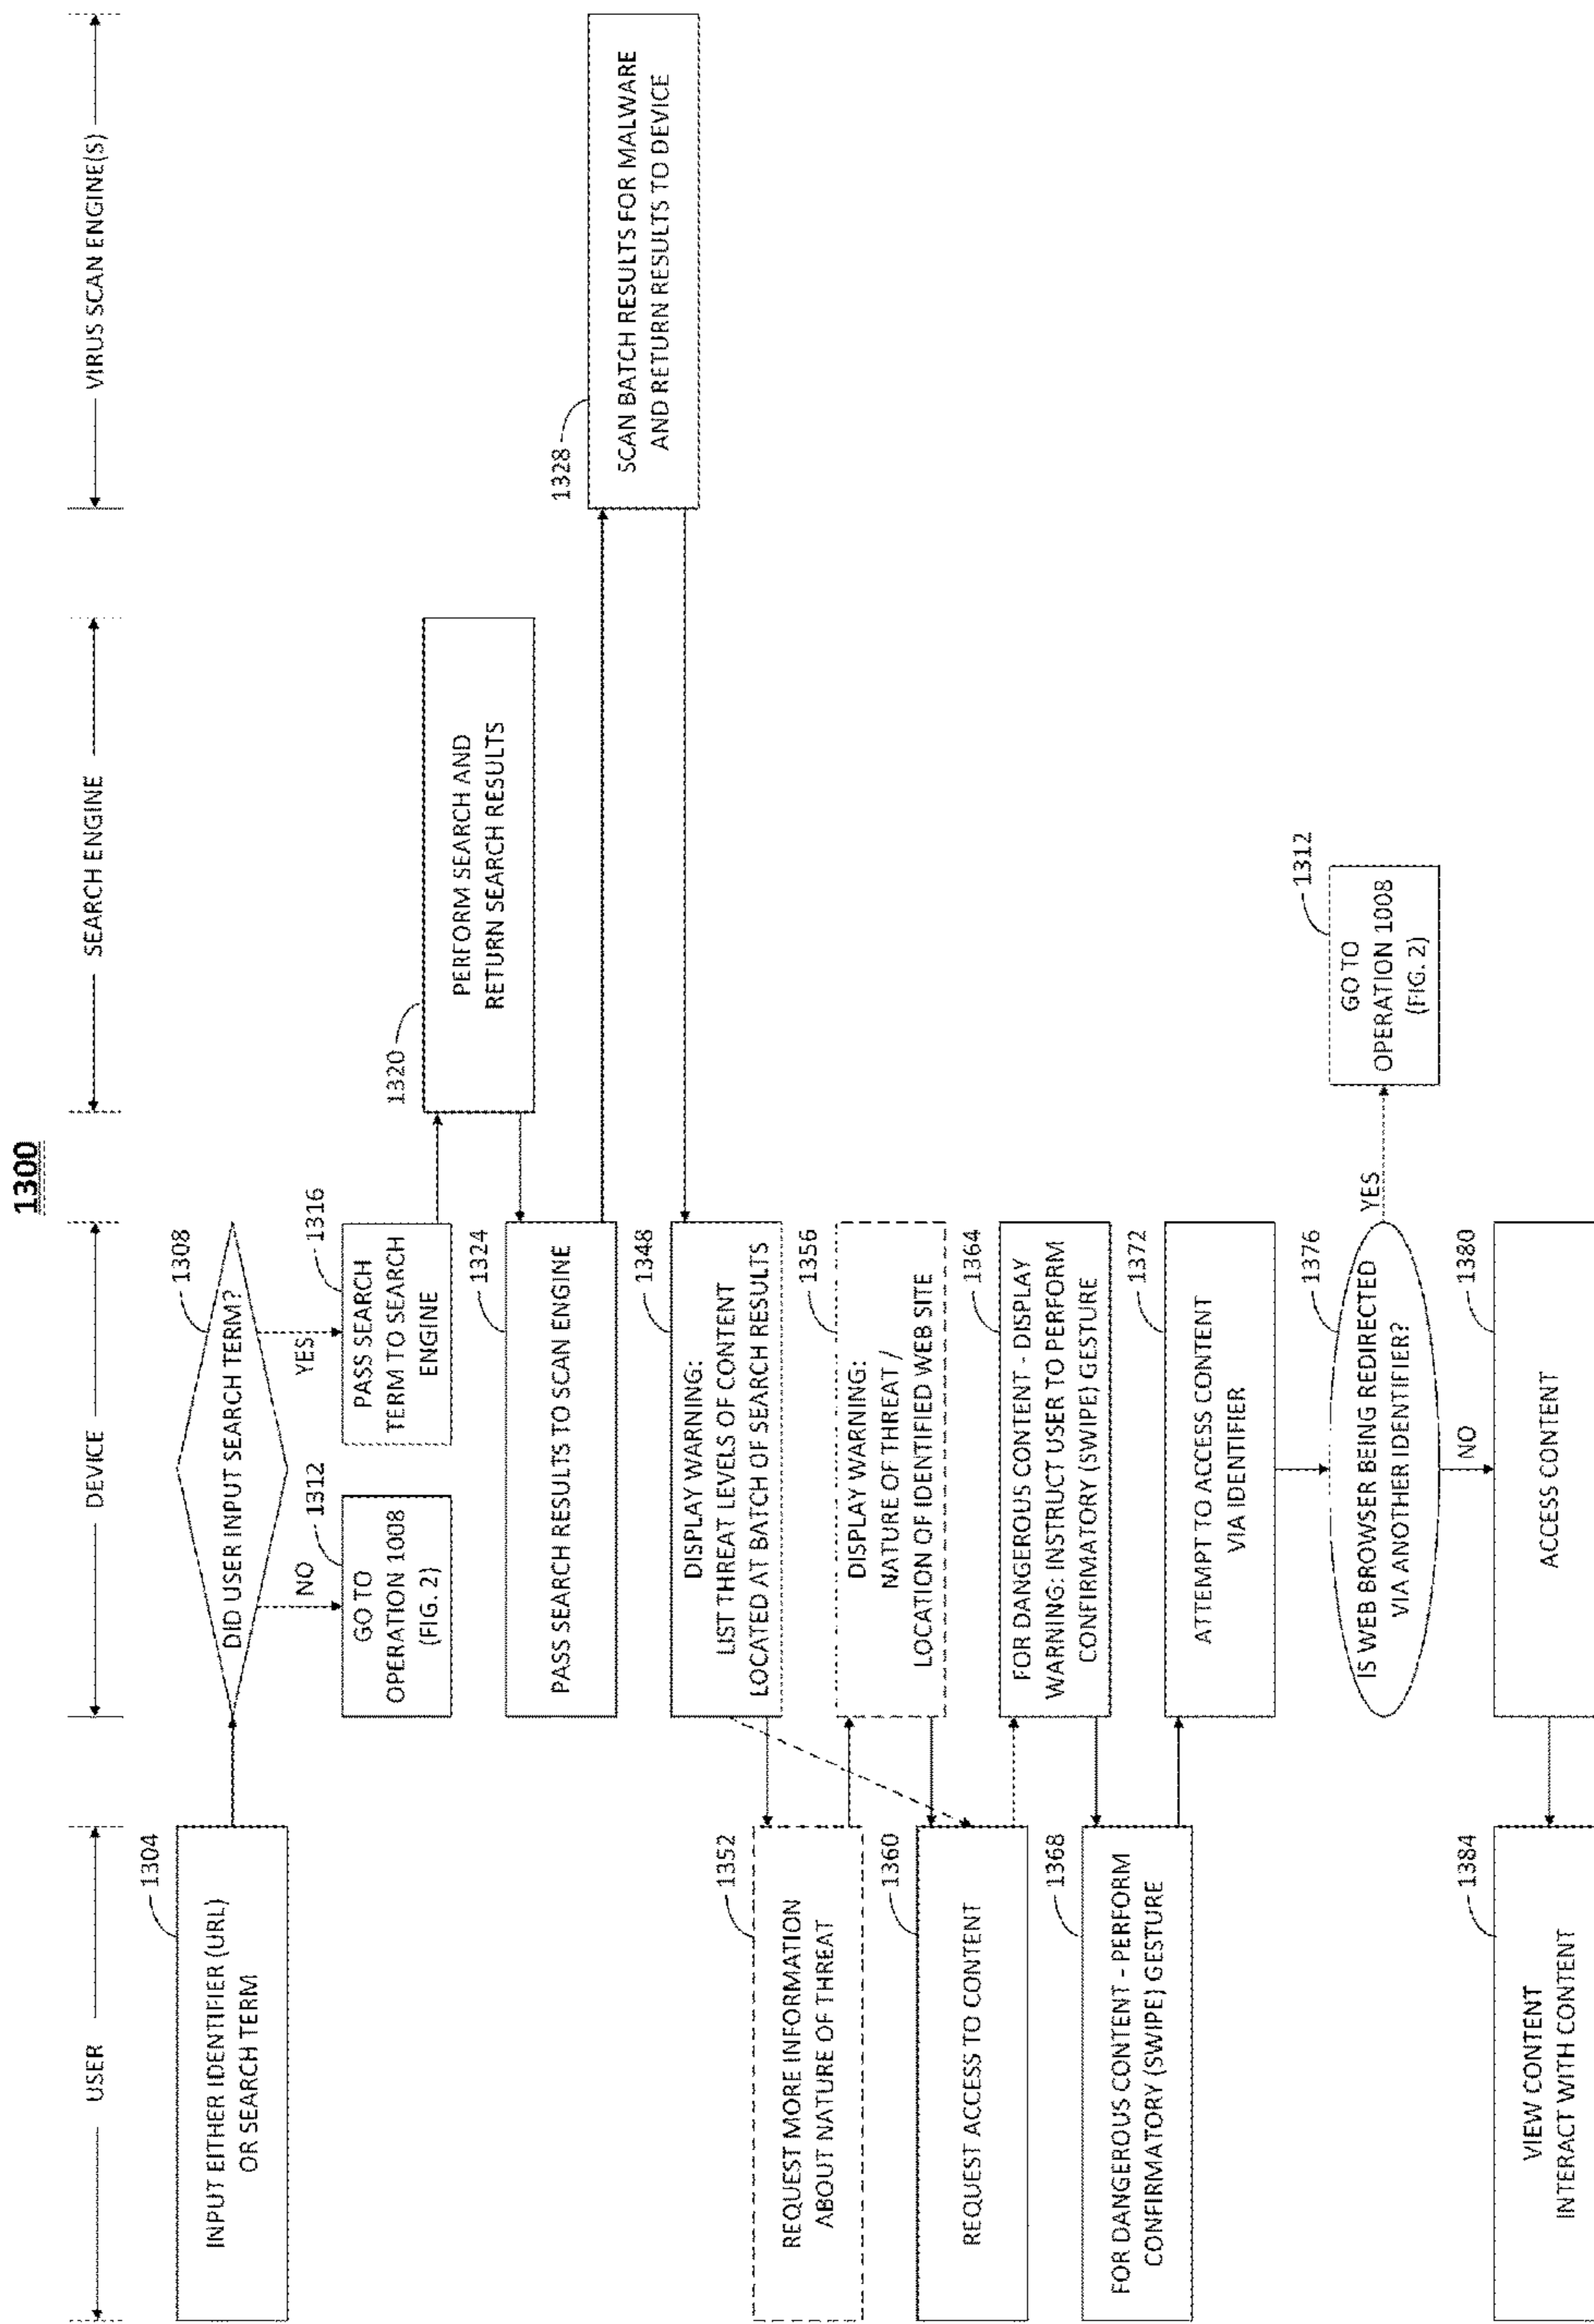 1300
USER
DEVICE
SEARCH ENGINE
VIRUS SCAN ENGINE(S)
1304
INPUT EITHER IDENTIFIER (URL)
OR SEARCH TERM
1308
DID USER INPUT SEARCH TERM?
NO
1312
GO TO
OPERATION 1008
(FIG. 2)
YES
1316
PASS SEARCH
TERM TO SEARCH
ENGINE
1320
PERFORM SEARCH AND
RETURN SEARCH RESULTS
1324
PASS SEARCH RESULTS TO SCAN ENGINE
1328
SCAN BATCH RESULTS FOR MALWARE
AND RETURN RESULTS TO DEVICE
1348
DISPLAY WARNING:
LIST THREAT LEVELS OF CONTENT
LOCATED AT BATCH OF SEARCH RESULTS
1352
REQUEST MORE INFORMATION
ABOUT NATURE OF THREAT
1356
DISPLAY WARNING:
NATURE OF THREAT /
LOCATION OF IDENTIFIED WEB SITE
1360
REQUEST ACCESS TO CONTENT
1364
FOR DANGEROUS CONTENT - DISPLAY
WARNING: INSTRUCT USER TO PERFORM
CONFIRMATORY (SWIPE) GESTURE
1368
FOR DANGEROUS CONTENT - PERFORM
CONFIRMATORY (SWIPE) GESTURE
1372
ATTEMPT TO ACCESS CONTENT
VIA IDENTIFIER
1376
IS WEB BROWSER BEING REDIRECTED
VIA ANOTHER IDENTIFIER?
YES
1312
GO TO
OPERATION 1008
(FIG. 2)
NO
1380
ACCESS CONTENT
1384
VIEW CONTENT
INTERACT WITH CONTENT